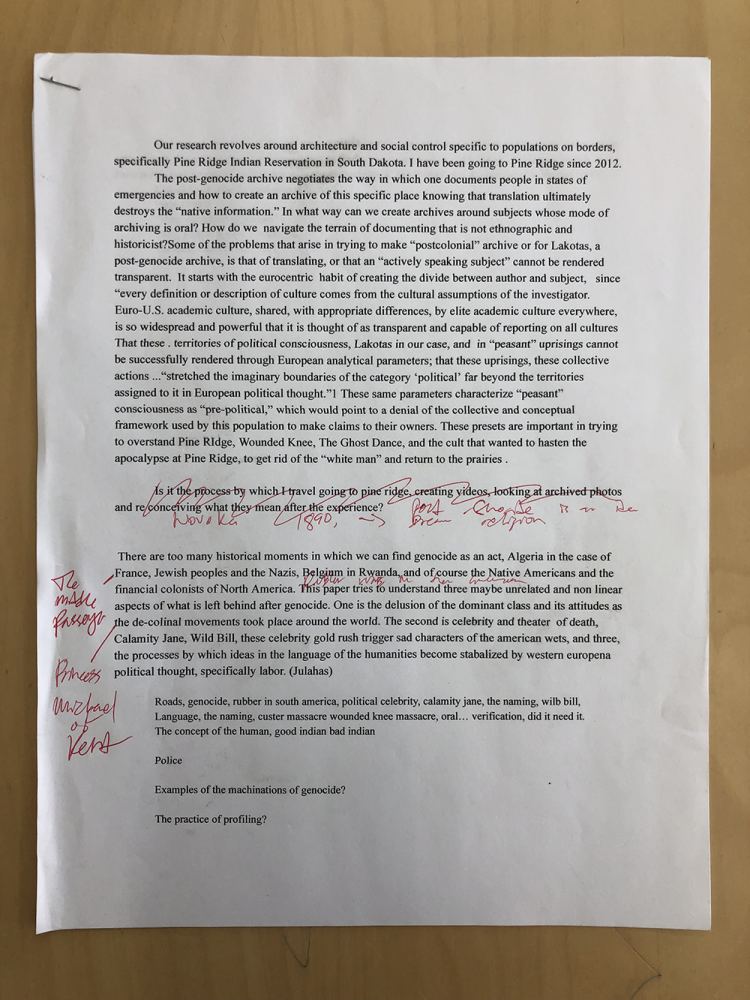 Our research revolves around architecture and social control specific to populations on borders,
specifically Pine Ridge Indian Reservation in South Dakota. I have been going to Pine Ridge since 2012.
The post-genocide archive negotiates the way in which one documents people in states of
emergencies and how to create an archive of this specific place knowing that translation ultimately
destroys the “native information.” In what way can we create archives around subjects whose mode of
archiving is oral? How do we navigate the terrain of documenting that is not ethnographic and
historicist?Some of the problems that arise in trying to make “postcolonial” archive or for Lakotas, a
post-genocide archive, is that of translating, or that an “actively speaking subject” cannot be rendered
transparent. It starts with the eurocentric habit of creating the divide between author and subject, since
“every definition or description of culture comes from the cultural assumptions of the investigator.
Euro-U.S. academic culture, shared, with appropriate differences, by elite academic culture everywhere,
is so widespread and powerful that it is thought of as transparent and capable of reporting on all cultures
That these . territories of political consciousness, Lakotas in our case, and in “peasant” uprisings cannot
be successfully rendered through European analytical parameters; that these uprisings, these collective
actions ...“stretched the imaginary boundaries of the category ‘political’ far beyond the territories
assigned to it in European political thought.”1 These same parameters characterize “peasant”
consciousness as “pre-political,” which would point to a denial of the collective and conceptual
framework used by this population to make claims to their owners. These presets are important in trying
to overstand Pine RIdge, Wounded Knee, The Ghost Dance, and the cult that wanted to hasten the
apocalypse at Pine Ridge, to get rid of the “white man” and return to the prairies .
Is it the process by which I travel going to pine ridge, creating videos, looking at archived photos
and re conceiving what they mean after the experience?
Wovoka 1890, → Ghost
religion
There are too many historical moments in which we can find genocide as an act, Algeria in the case of
France, Jewish peoples and the Nazis, Belgium in Rwanda, and of course the Native Americans and the
financial colonists of North America. This paper tries to understand three maybe unrelated and non linear
aspects of what is left behind after genocide. One is the delusion of the dominant class and its attitudes as
the de-colinal movements took place around the world. The second is celebrity and theater of death,
Calamity Jane, Wild Bill, these celebrity gold rush trigger sad characters of the american wets, and three,
the processes by which ideas in the language of the humanities become stabalized by western europena
political thought, specifically labor. (Julahas)
The
middle
passage
Princess
Michael
of
Kent
Roads, genocide, rubber in south america, political celebrity, calamity jane, the naming, wilb bill,
Language, the naming, custer massacre wounded knee massacre, oral… verification, did it need it.
The concept of the human, good indian bad indian
Police
Examples of the machinations of genocide?
The practice of profiling?